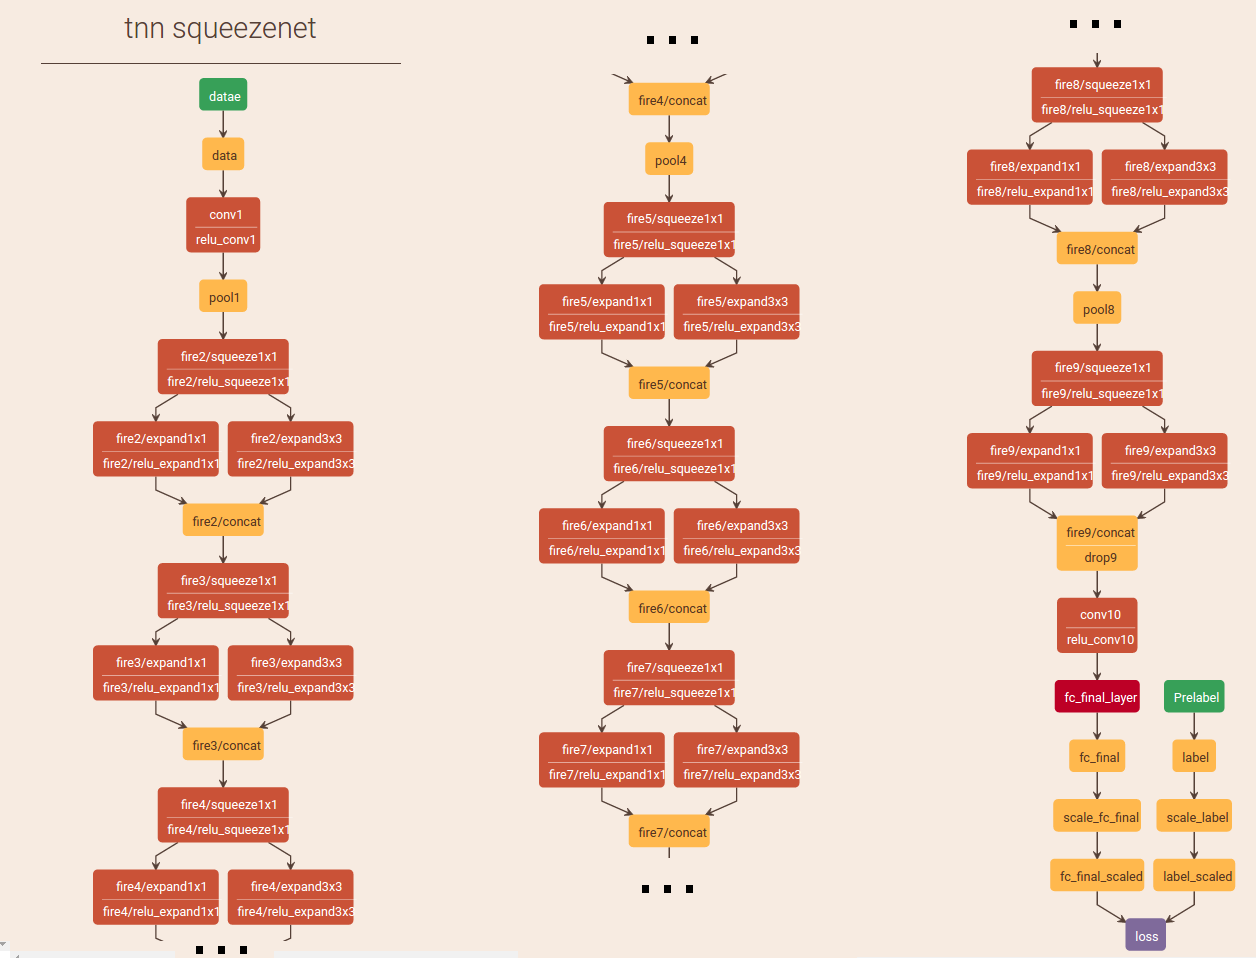 tnn squeezenet
datae
data
conv1
relu_conv1
pool1
fire2/squeeze1x1
fire2/relu_squeeze1x1
fire2/expand1x1
fire2/relu_expand1x1
fire2/expand3x3
fire2/relu_expand3x3
fire2/concat
fire3/squeeze1x1
fire3/relu_squeeze1x1
fire3/expand1x1
fire3/relu_expand1x1
fire3/expand3x3
fire3/relu_expand3x3
fire3/concat
fire4/squeeze1x1
fire4/relu_squeeze1x1
fire4/expand1x1
fire4/relu_expand1x1
fire4/expand3x3
fire4/relu_expand3x3
fire4/concat
pool4
fire5/squeeze1x1
fire5/relu_squeeze1x1
fire5/expand1x1
fire5/relu_expand1x1
fire5/expand3x3
fire5/relu_expand3x3
fire5/concat
fire6/squeeze1x1
fire6/relu_squeeze1x1
fire6/expand1x1
fire6/relu_expand1x1
fire6/expand3x3
fire6/relu_expand3x3
fire6/concat
fire7/squeeze1x1
fire7/relu_squeeze1x1
fire7/expand1x1
fire7/relu_expand1x1
fire7/expand3x3
fire7/relu_expand3x3
fire7/concat
fire8/squeeze1x1
fire8/relu_squeeze1x1
fire8/expand1x1
fire8/relu_expand1x1
fire8/expand3x3
fire8/relu_expand3x3
fire8/concat
pool8
fire9/squeeze1x1
fire9/relu_squeeze1x1
fire9/expand1x1
fire9/relu_expand1x1
fire9/expand3x3
fire9/relu_expand3x3
fire9/concat
drop9
conv10
relu_conv10
fc_final_layer
Prelabel
fc_final
label
scale_fc_final
scale_label
fc_final_scaled
label_scaled
loss